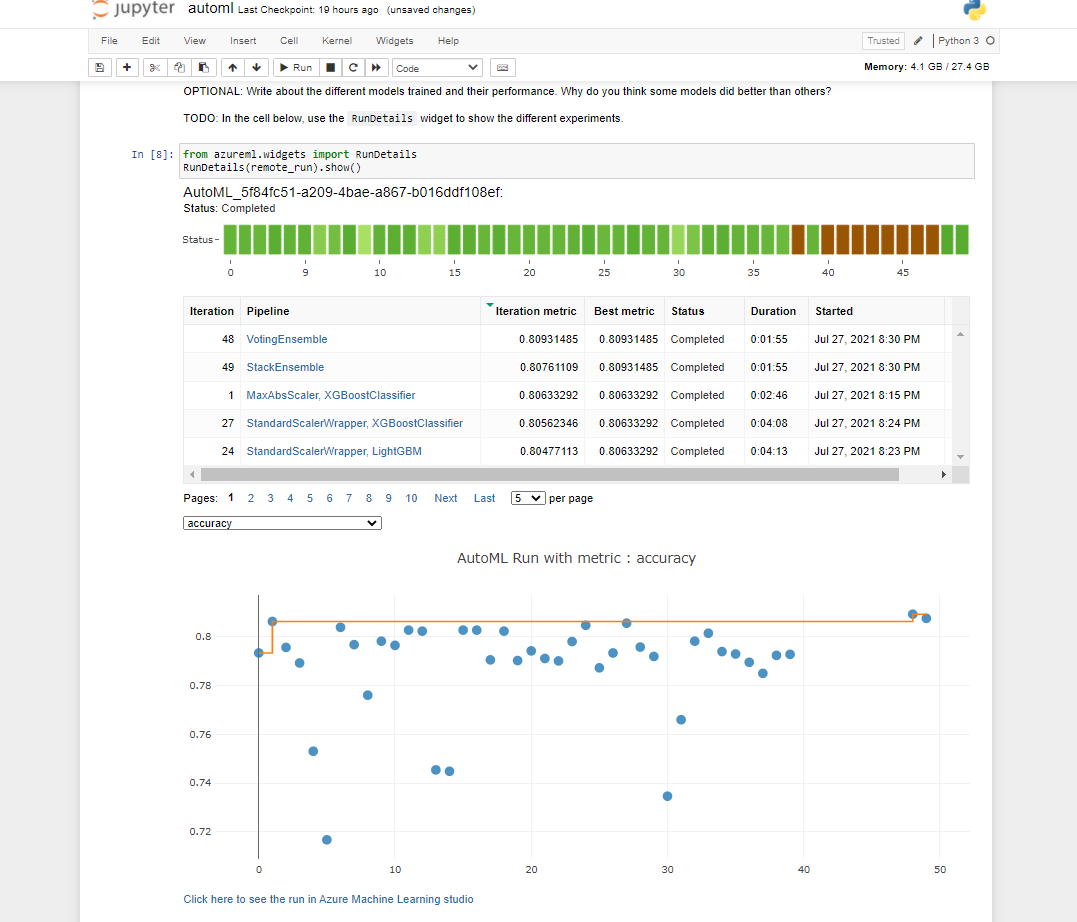 jupyter automl Last Checkpoint: 19 hours ago (unsaved changes)
File Edit View Insert Cell Kernel Widgets Help Trusted Python 3
Run Code Memory: 4.1 GB / 27.4 GB
OPTIONAL: Write about the different models trained and their performance. Why do you think some models did better than others?
TODO: In the cell below, use the RunDetails widget to show the different experiments.
In [8]: from azureml.widgets import RunDetails
RunDetails(remote_run).show()
AutoML_5f84fc51-a209-4bae-a867-b016ddf108ef:
Status: Completed
Status
0 9 10 15 20 25 30 35 40 45
Iteration Pipeline Iteration metric Best metric Status Duration Started
48 VotingEnsemble 0.80931485 0.80931485 Completed 0:01:55 Jul 27, 2021 8:30 PM
49 StackEnsemble 0.80761109 0.80931485 Completed 0:01:55 Jul 27, 2021 8:30 PM
1 MaxAbsScaler, XGBoostClassifier 0.80633292 0.80633292 Completed 0:02:46 Jul 27, 2021 8:15 PM
27 StandardScalerWrapper, XGBoostClassifier 0.80562346 0.80633292 Completed 0:04:08 Jul 27, 2021 8:24 PM
24 StandardScalerWrapper, LightGBM 0.80477113 0.80633292 Completed 0:04:13 Jul 27, 2021 8:23 PM
Pages: 1 2 3 4 5 6 7 8 9 10 Next Last 5 per page
accuracy
AutoML Run with metric : accuracy
0.8
0.78
0.76
0.74
0.72
0 10 20 30 40 50
Click here to see the run in Azure Machine Learning studio